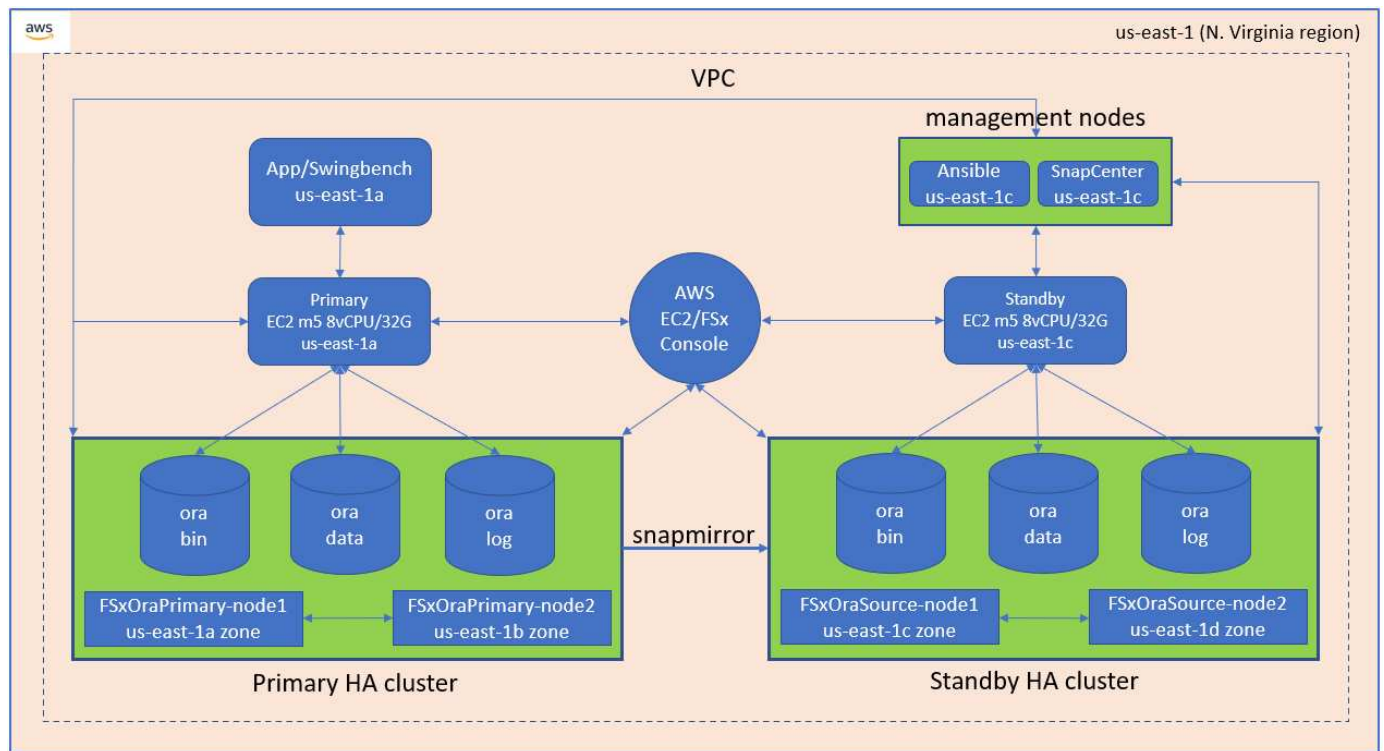 aws
us-east-1 (N. Virginia region)
VPC
management nodes
App/Swingbench
us-east-1a
Ansible
us-east-1c
SnapCenter
us-east-1c
Primary
EC2 m5 8vCPU/32G
us-east-1a
AWS
EC2/FSx
Console
Standby
EC2 m5 8vCPU/32G
us-east-1c
ora
bin
ora
data
ora
log
snapmirror
ora
bin
ora
data
ora
log
FSxOraPrimary-node1
us-east-1a zone
FSxOraPrimary-node2
us-east-1b zone
FSxOraSource-node1
us-east-1c zone
FSxOraSource-node2
us-east-1d zone
Primary HA cluster
Standby HA cluster